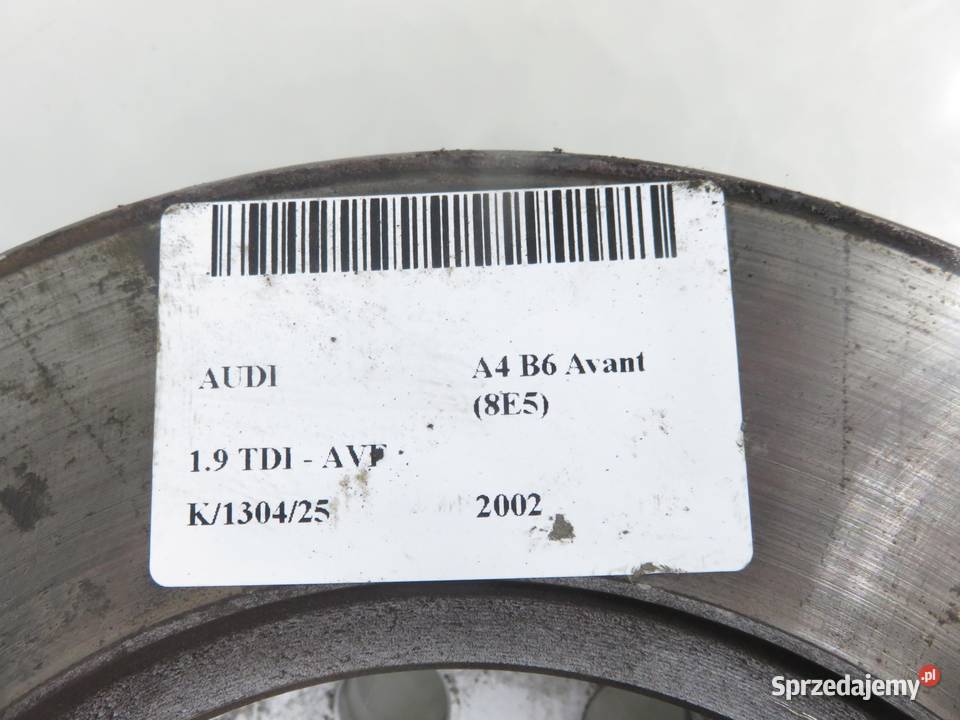 AUDI A4 B6 Avant
(8E5)
1.9 TDI - AVF
K/1304/25 2002
Sprzedajemy.pl